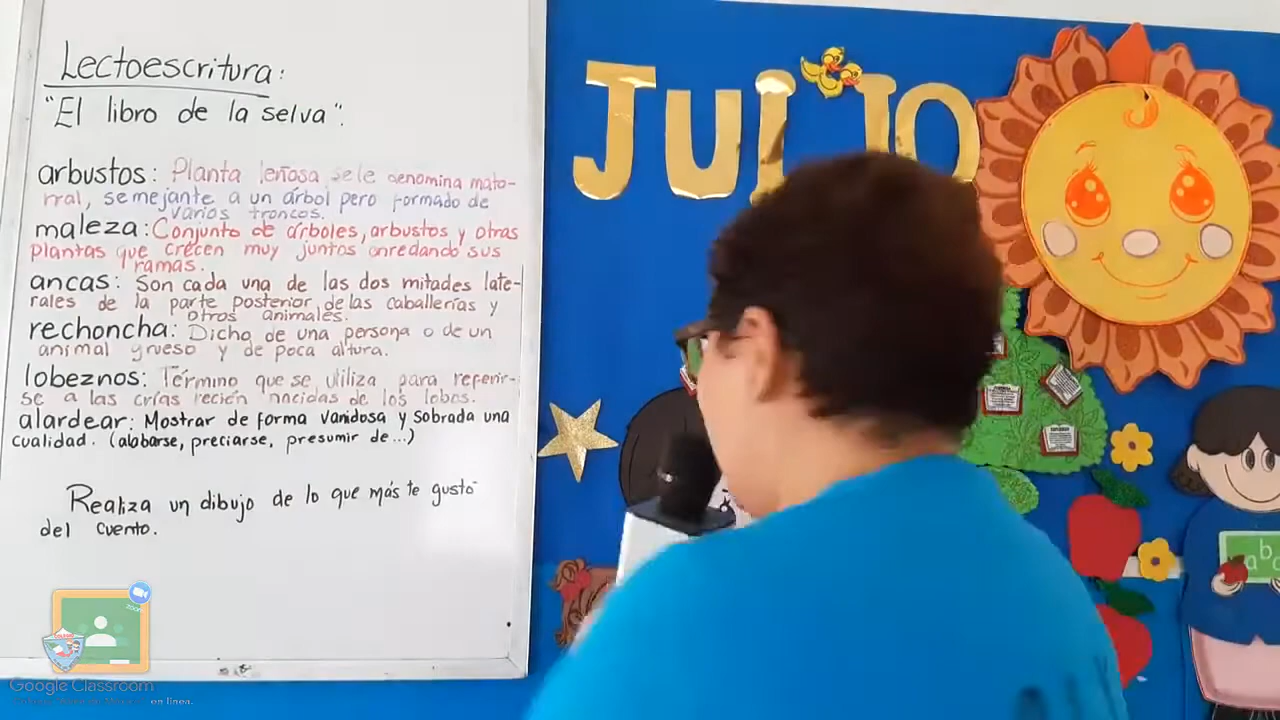 Lectoescritura:
"El libro de la selva".
arbustos: Planta leñosa, se le denomina mato-
rral, semejante a un árbol pero formado de
varios troncos.
maleza: Conjunto de árboles, arbustos y otras
plantas que crecen muy juntos enredando sus
ramas.
ancas: Son cada una de las dos mitades late-
rales de la parte posterior de las caballerías y
otros animales.
rechoncha: Dicho de una persona o de un
animal grueso y de poca altura.
lobeznos: Término que se utiliza para referir-
se a las crías recién nacidas de los lobos.
alardear: Mostrar de forma vanidosa y sobrada una
cualidad. (alabarse, preciarse, presumir de...)
Realiza un dibujo de lo que más te gustó
del cuento.
JULIO
a b c
zoom
Google Classroom
en línea.